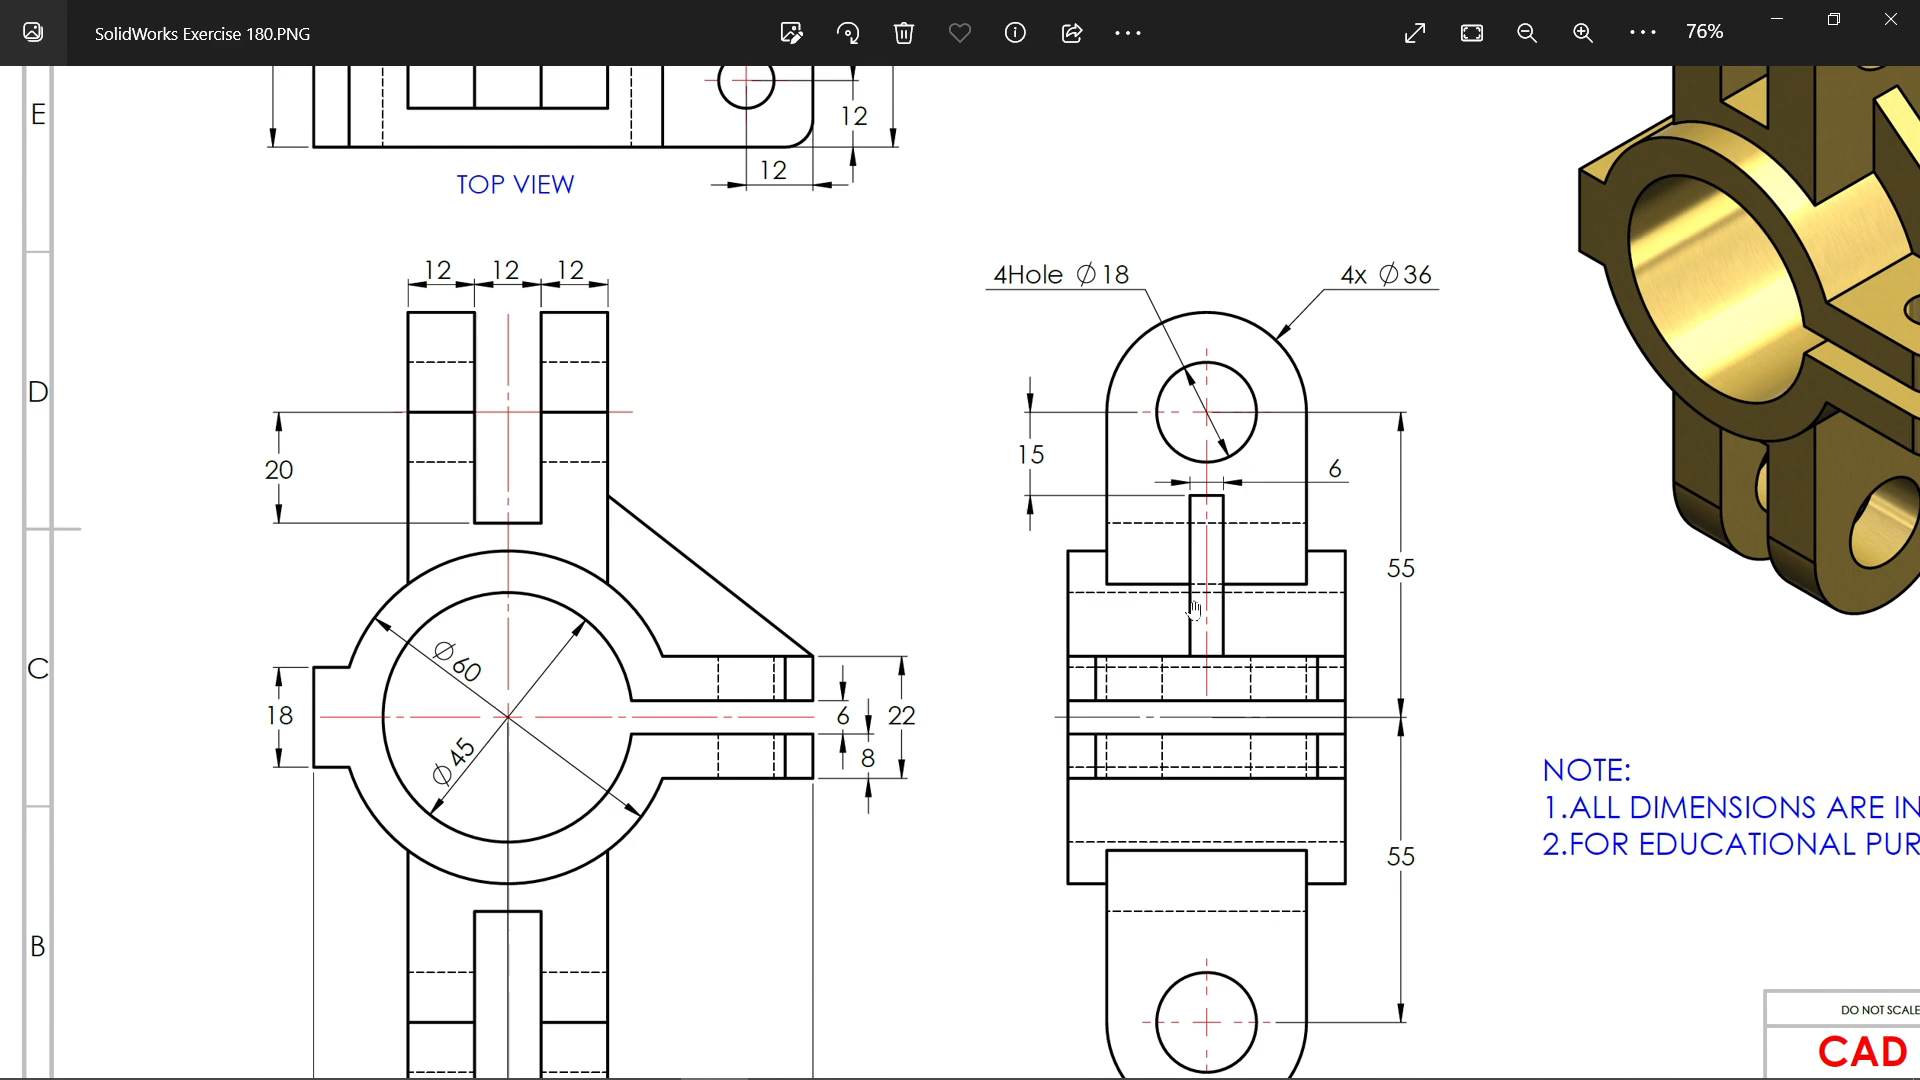 SolidWorks Exercise 180.PNG
76%
E
12
12
TOP VIEW
12 12 12
4Hole ∅18
4x ∅36
D
20
15
6
55
C
∅60
18
6
22
∅45
8
NOTE:
1.ALL DIMENSIONS ARE IN
2.FOR EDUCATIONAL PUR
55
B
DO NOT SCALE
CAD